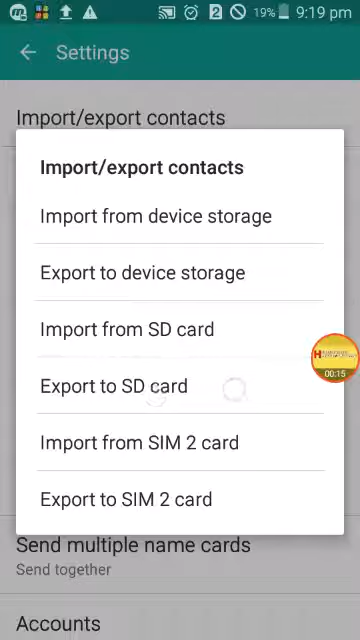 2
19%
9:19 pm
Settings
Import/export contacts
Import/export contacts
Import from device storage
Export to device storage
Import from SD card
Export to SD card
00:15
Import from SIM 2 card
Export to SIM 2 card
Send multiple name cards
Send together
Accounts